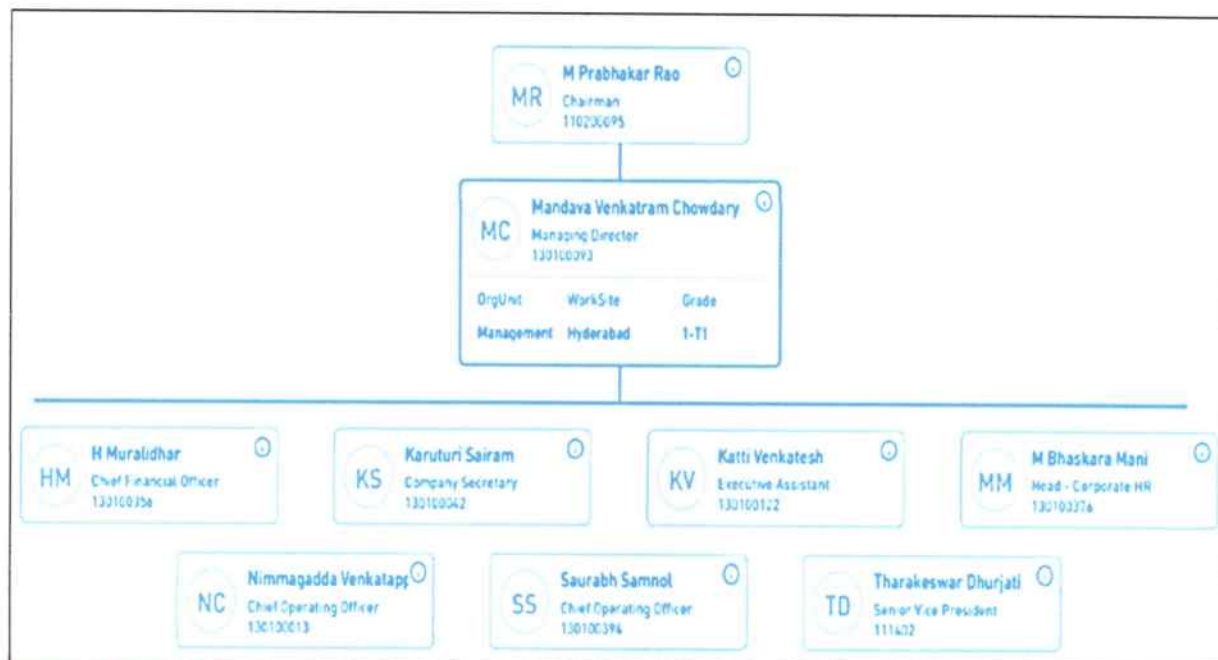 MR
M Prabhakar Rao
Chairman
110200095
MC
Mandava Venkatram Chowdary
Managing Director
130100093
OrgUnit WorkSite Grade
Management Hyderabad 1-T1
HM
H Muralidhar
Chief Financial Officer
130100356
KS
Karuturi Sairam
Company Secretary
130100042
KV
Katti Venkatesh
Executive Assistant
130100122
MM
M Bhaskara Mani
Head - Corporate HR
130100376
NC
Nimmagadda Venkatapp
Chief Operating Officer
130100013
SS
Saurabh Samnol
Chief Operating Officer
130100396
TD
Tharakeswar Dhurjati
Senior Vice President
111402